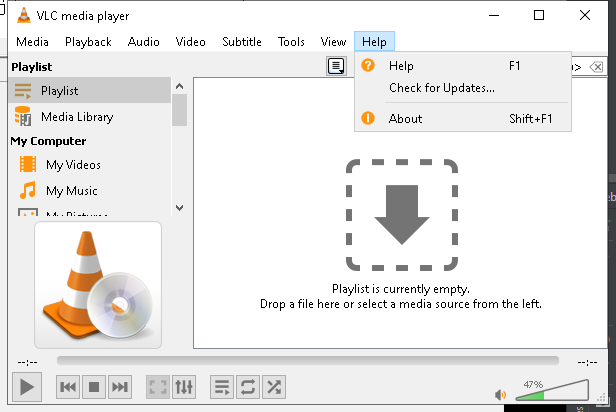 VLC media player
Media Playback Audio Video Subtitle Tools View Help
Playlist
Playlist
Media Library
My Computer
My Videos
My Music
My Pictures
Help F1
Check for Updates...
About Shift+F1
Playlist is currently empty.
Drop a file here or select a media source from the left.
--:-- --:--
47%